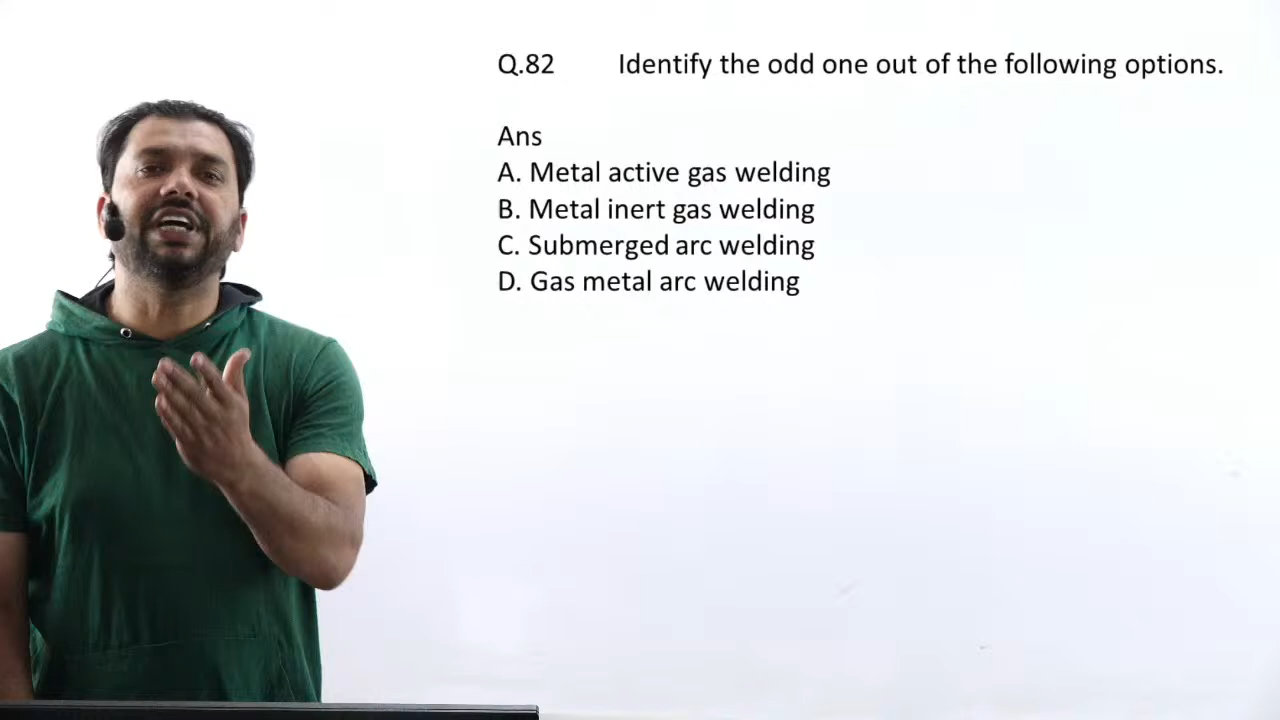 Q.82 Identify the odd one out of the following options.
Ans
A. Metal active gas welding
B. Metal inert gas welding
C. Submerged arc welding
D. Gas metal arc welding